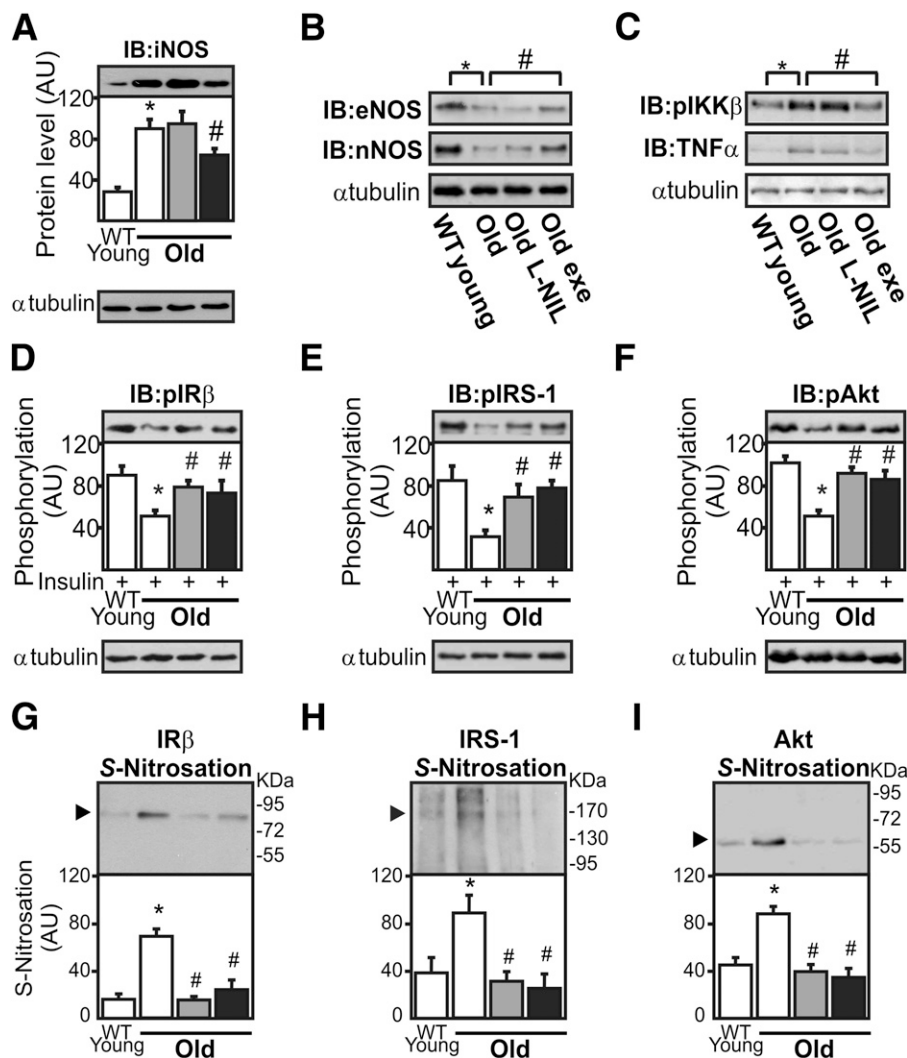 A
IB:iNOS
Protein level (AU)
120
80
40
*
#
WT
Young
Old
α tubulin
B
*
#
IB:eNOS
IB:nNOS
αtubulin
WT young
Old
Old L-NIL
Old exe
C
*
#
IB:pIKKβ
IB:TNFα
αtubulin
WT young
Old
Old L-NIL
Old exe
D
IB:pIRβ
Phosphorylation (AU)
120
80
40
*
# #
Insulin + + + +
WT
Young
Old
α tubulin
E
IB:pIRS-1
Phosphorylation (AU)
120
80
40
*
# #
+ + + +
WT
Young
Old
α tubulin
F
IB:pAkt
Phosphorylation (AU)
120
80
40
*
# #
+ + + +
WT
Young
Old
α tubulin
G
IRβ
S-Nitrosation
KDa
-95
-72
-55
S-Nitrosation (AU)
120
80
40
0
*
# #
WT
Young
Old
H
IRS-1
S-Nitrosation
KDa
-170
-130
-95
120
80
40
0
*
# #
WT
Young
Old
I
Akt
S-Nitrosation
KDa
-95
-72
-55
120
80
40
0
*
# #
WT
Young
Old